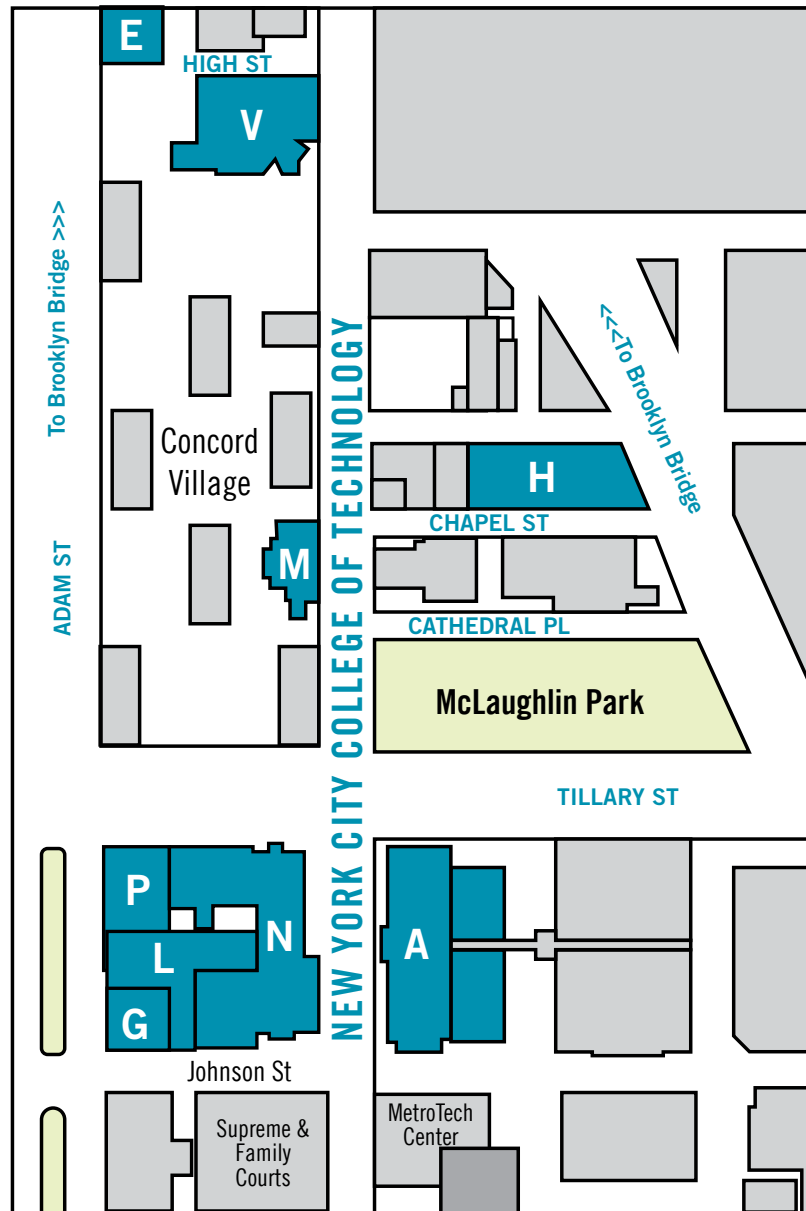 E
HIGH ST
V
To Brooklyn Bridge >>>
<<<To Brooklyn Bridge
Concord
Village
H
CHAPEL ST
M
ADAM ST
CATHEDRAL PL
McLaughlin Park
NEW YORK CITY COLLEGE OF TECHNOLOGY
TILLARY ST
P
N
A
L
G
Johnson St
Supreme &
Family
Courts
MetroTech
Center